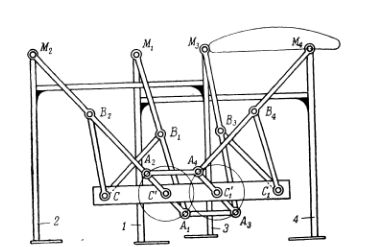 M₂ M₁ M₃ M₄
B₂ B₁ B₃ B₄
A₂ A₄
C C' C₁' C₁
A₁ A₃
2 1 3 4